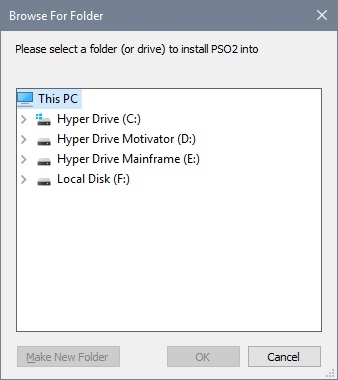 Browse For Folder
Please select a folder (or drive) to install PSO2 into
This PC
Hyper Drive (C:)
Hyper Drive Motivator (D:)
Hyper Drive Mainframe (E:)
Local Disk (F:)
Make New Folder
OK
Cancel